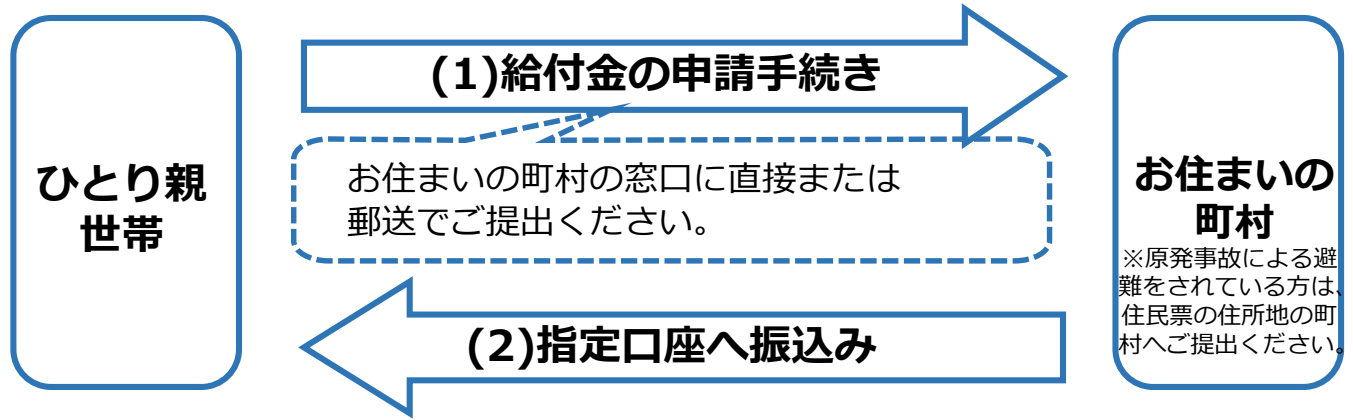 ひとり親
世帯
(1)給付金の申請手続き
お住まいの町村の窓口に直接または
郵送でご提出ください。
(2)指定口座へ振込み
お住まいの
町村
※原発事故による避
難をされている方は、
住民票の住所地の町
村へご提出ください。